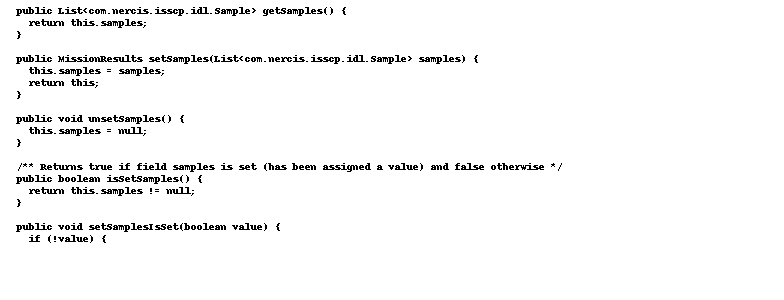 public List<com.nercis.isscp.idl.Sample> getSamples() {
return this.samples;
}
public MissionResults setSamples(List<com.nercis.isscp.idl.Sample> samples) {
this.samples = samples;
return this;
}
public void unsetSamples() {
this.samples = null;
}
/** Returns true if field samples is set (has been assigned a value) and false otherwise */
public boolean isSetSamples() {
return this.samples != null;
}
public void setSamplesIsSet(boolean value) {
if (!value) {